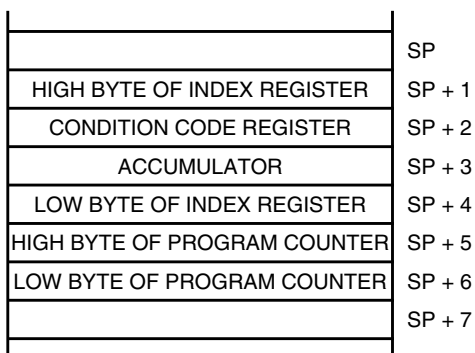 SP
HIGH BYTE OF INDEX REGISTER SP + 1
CONDITION CODE REGISTER SP + 2
ACCUMULATOR SP + 3
LOW BYTE OF INDEX REGISTER SP + 4
HIGH BYTE OF PROGRAM COUNTER SP + 5
LOW BYTE OF PROGRAM COUNTER SP + 6
SP + 7